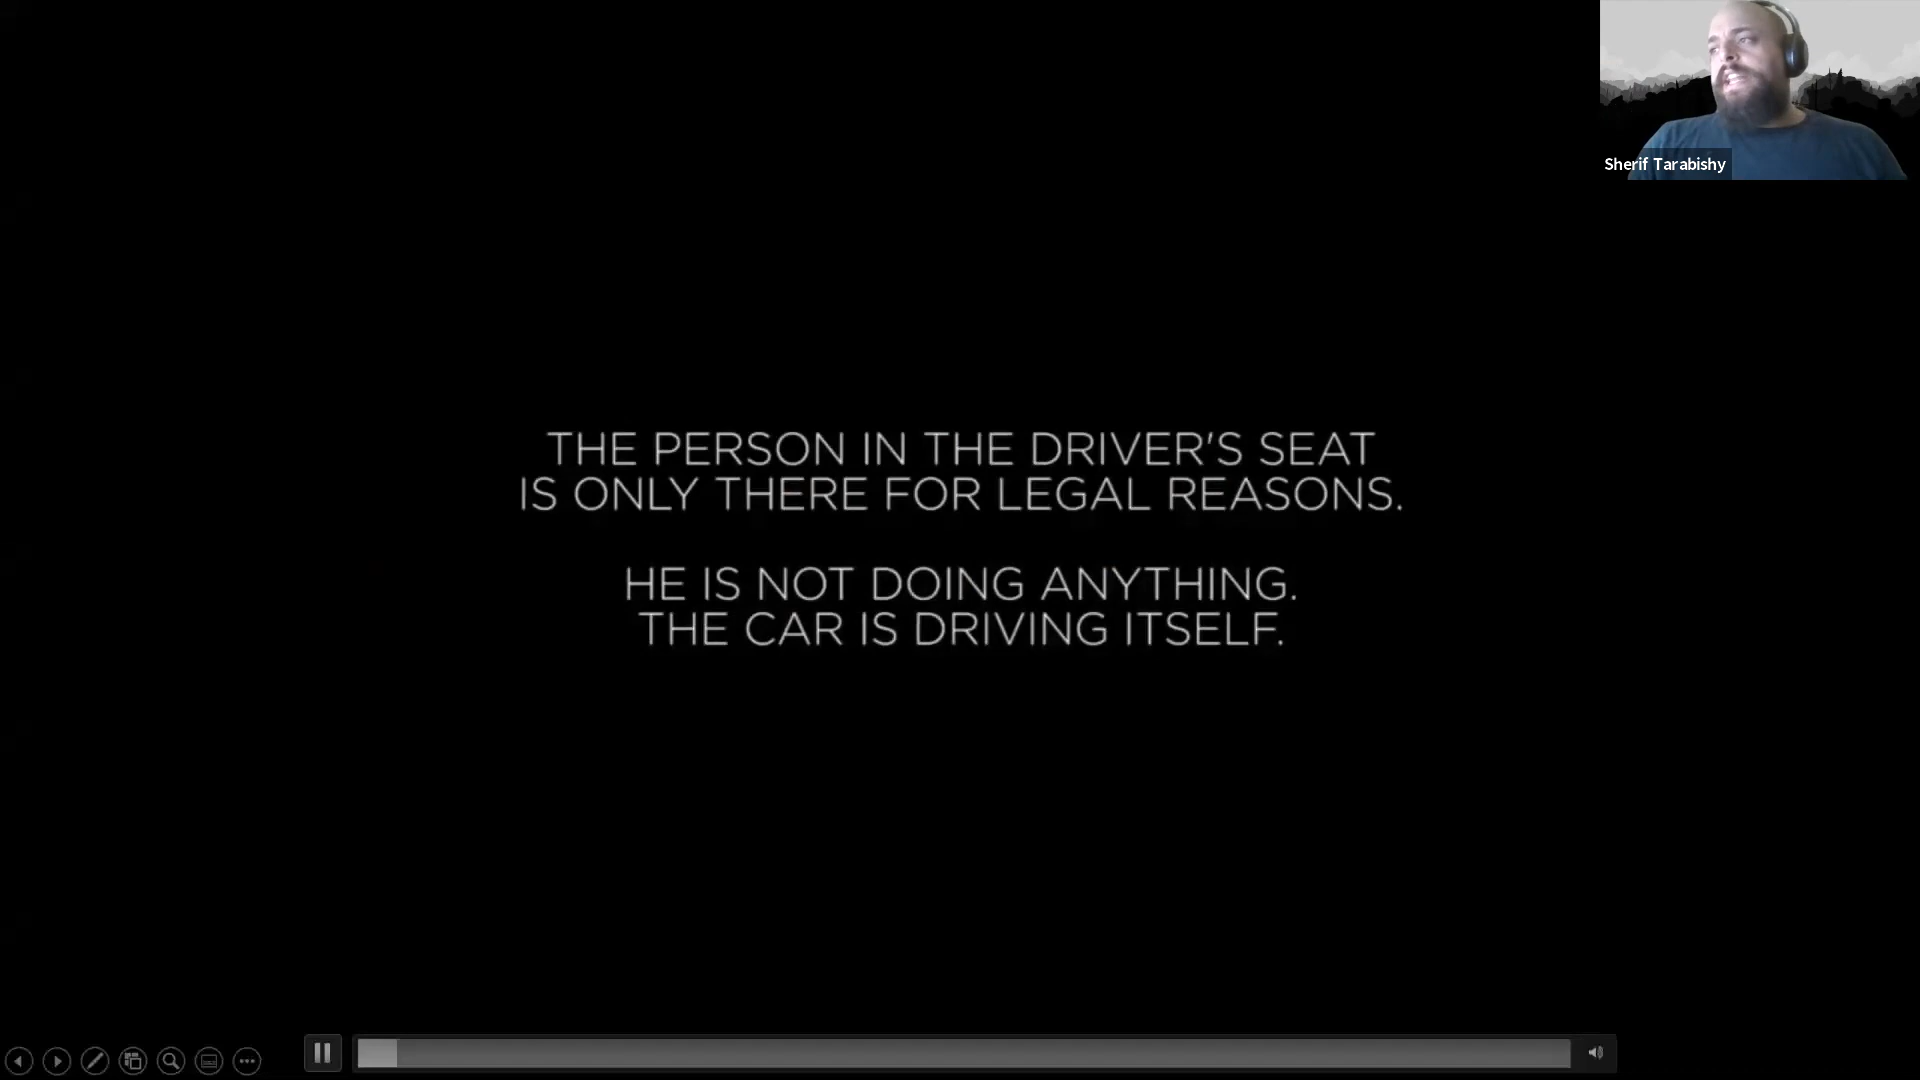 Sherif Tarabishy
THE PERSON IN THE DRIVER'S SEAT
IS ONLY THERE FOR LEGAL REASONS.
HE IS NOT DOING ANYTHING.
THE CAR IS DRIVING ITSELF.